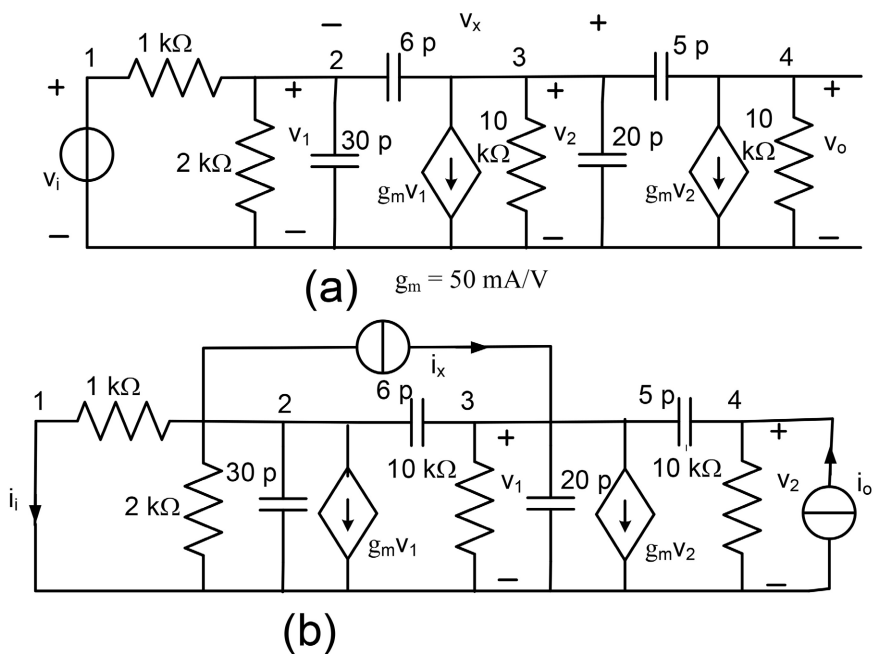 − vₓ +
1 1 kΩ 2 6 p 3 5 p 4
+ + 10 + 10 +
vᵢ 2 kΩ v₁ 30 p gₘv₁ kΩ v₂ 20 p gₘv₂ kΩ vₒ
− − − −
(a) gₘ = 50 mA/V
iₓ
1 1 kΩ 2 6 p 3 5 p 4
+ +
iᵢ 2 kΩ 30 p gₘv₁ 10 kΩ v₁ 20 p gₘv₂ 10 kΩ v₂ iₒ
− −
(b)